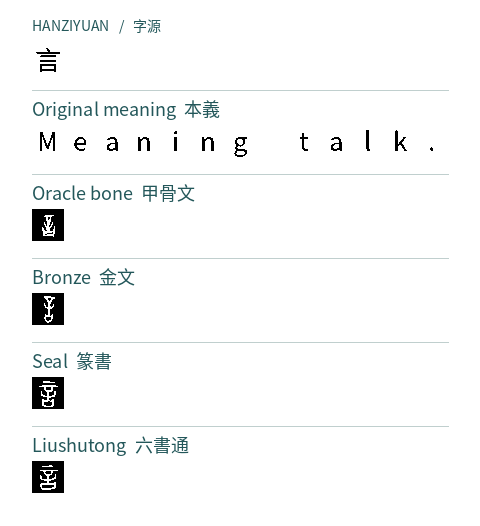 HANZIYUAN / 字源
言
Original meaning 本義
Meaning talk.
Oracle bone 甲骨文
Bronze 金文
Seal 篆書
Liushutong 六書通